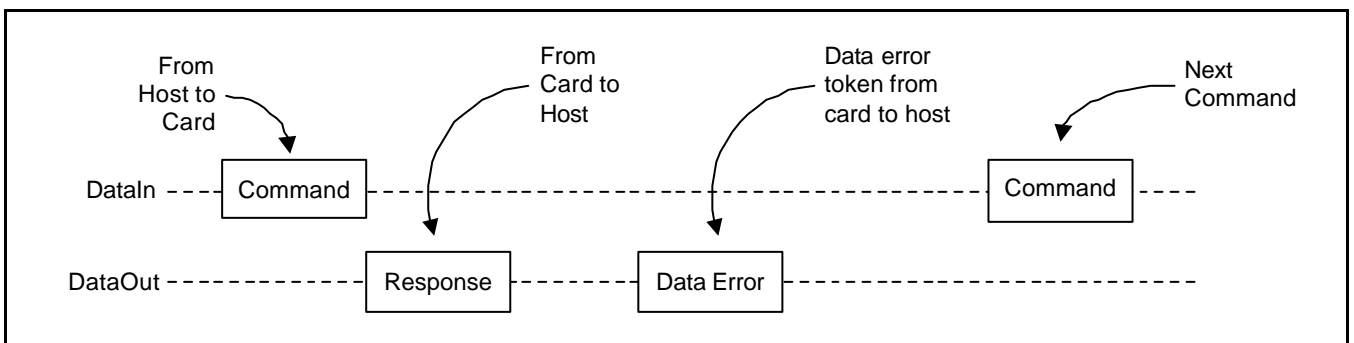 From
Host to
Card
From
Card to
Host
Data error
token from
card to host
Next
Command
DataIn
Command
Command
DataOut
Response
Data Error